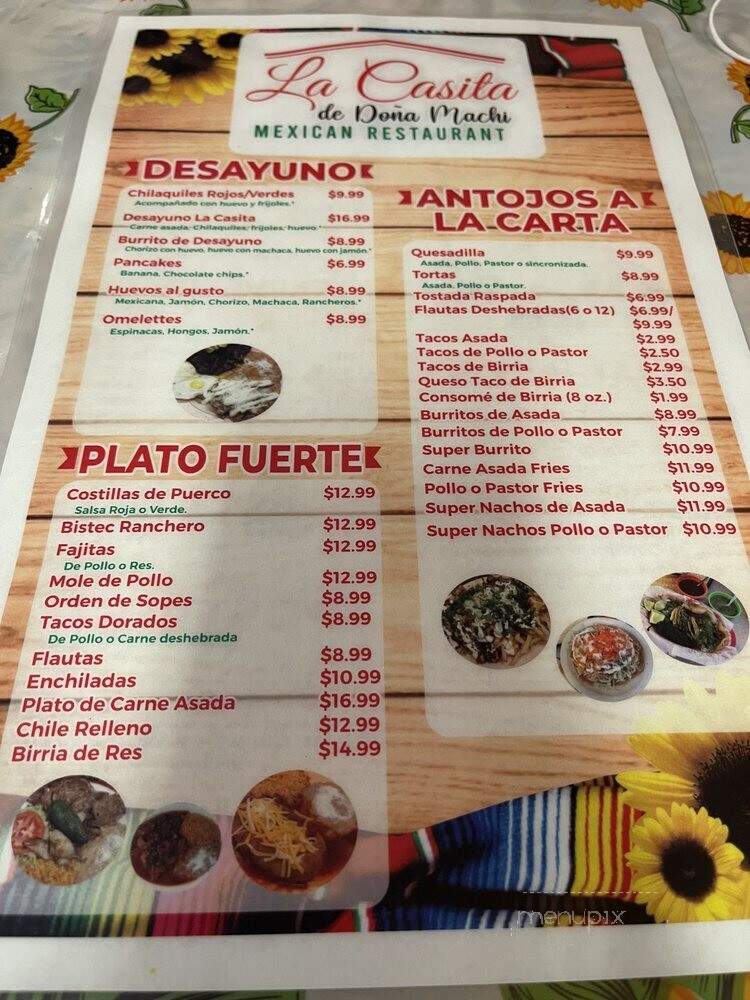 La Casita
de Doña Machi
MEXICAN RESTAURANT
DESAYUNO
Chilaquiles Rojos/Verdes $9.99
Acompañado con huevo y frijoles.*
Desayuno La Casita $16.99
Carne asada, Chilaquiles, frijoles, huevo.*
Burrito de Desayuno $8.99
Chorizo con huevo, huevo con machaca, huevo con jamón.*
Pancakes $6.99
Banana, Chocolate chips.*
Huevos al gusto $8.99
Mexicana, Jamón, Chorizo, Machaca, Rancheros.*
Omelettes $8.99
Espinacas, Hongos, Jamón.*
PLATO FUERTE
Costillas de Puerco $12.99
Salsa Roja o Verde.
Bistec Ranchero $12.99
Fajitas $12.99
De Pollo o Res.
Mole de Pollo $12.99
Orden de Sopes $8.99
Tacos Dorados $8.99
De Pollo o Carne deshebrada
Flautas $8.99
Enchiladas $10.99
Plato de Carne Asada $16.99
Chile Relleno $12.99
Birria de Res $14.99
ANTOJOS A
LA CARTA
Quesadilla $9.99
Asada, Pollo, Pastor o sincronizada.
Tortas $8.99
Asada, Pollo o Pastor.
Tostada Raspada $6.99
Flautas Deshebradas(6 o 12) $6.99/
$9.99
Tacos Asada $2.99
Tacos de Pollo o Pastor $2.50
Tacos de Birria $2.99
Queso Taco de Birria $3.50
Consomé de Birria (8 oz.) $1.99
Burritos de Asada $8.99
Burritos de Pollo o Pastor $7.99
Super Burrito $10.99
Carne Asada Fries $11.99
Pollo o Pastor Fries $10.99
Super Nachos de Asada $11.99
Super Nachos Pollo o Pastor $10.99
menupix